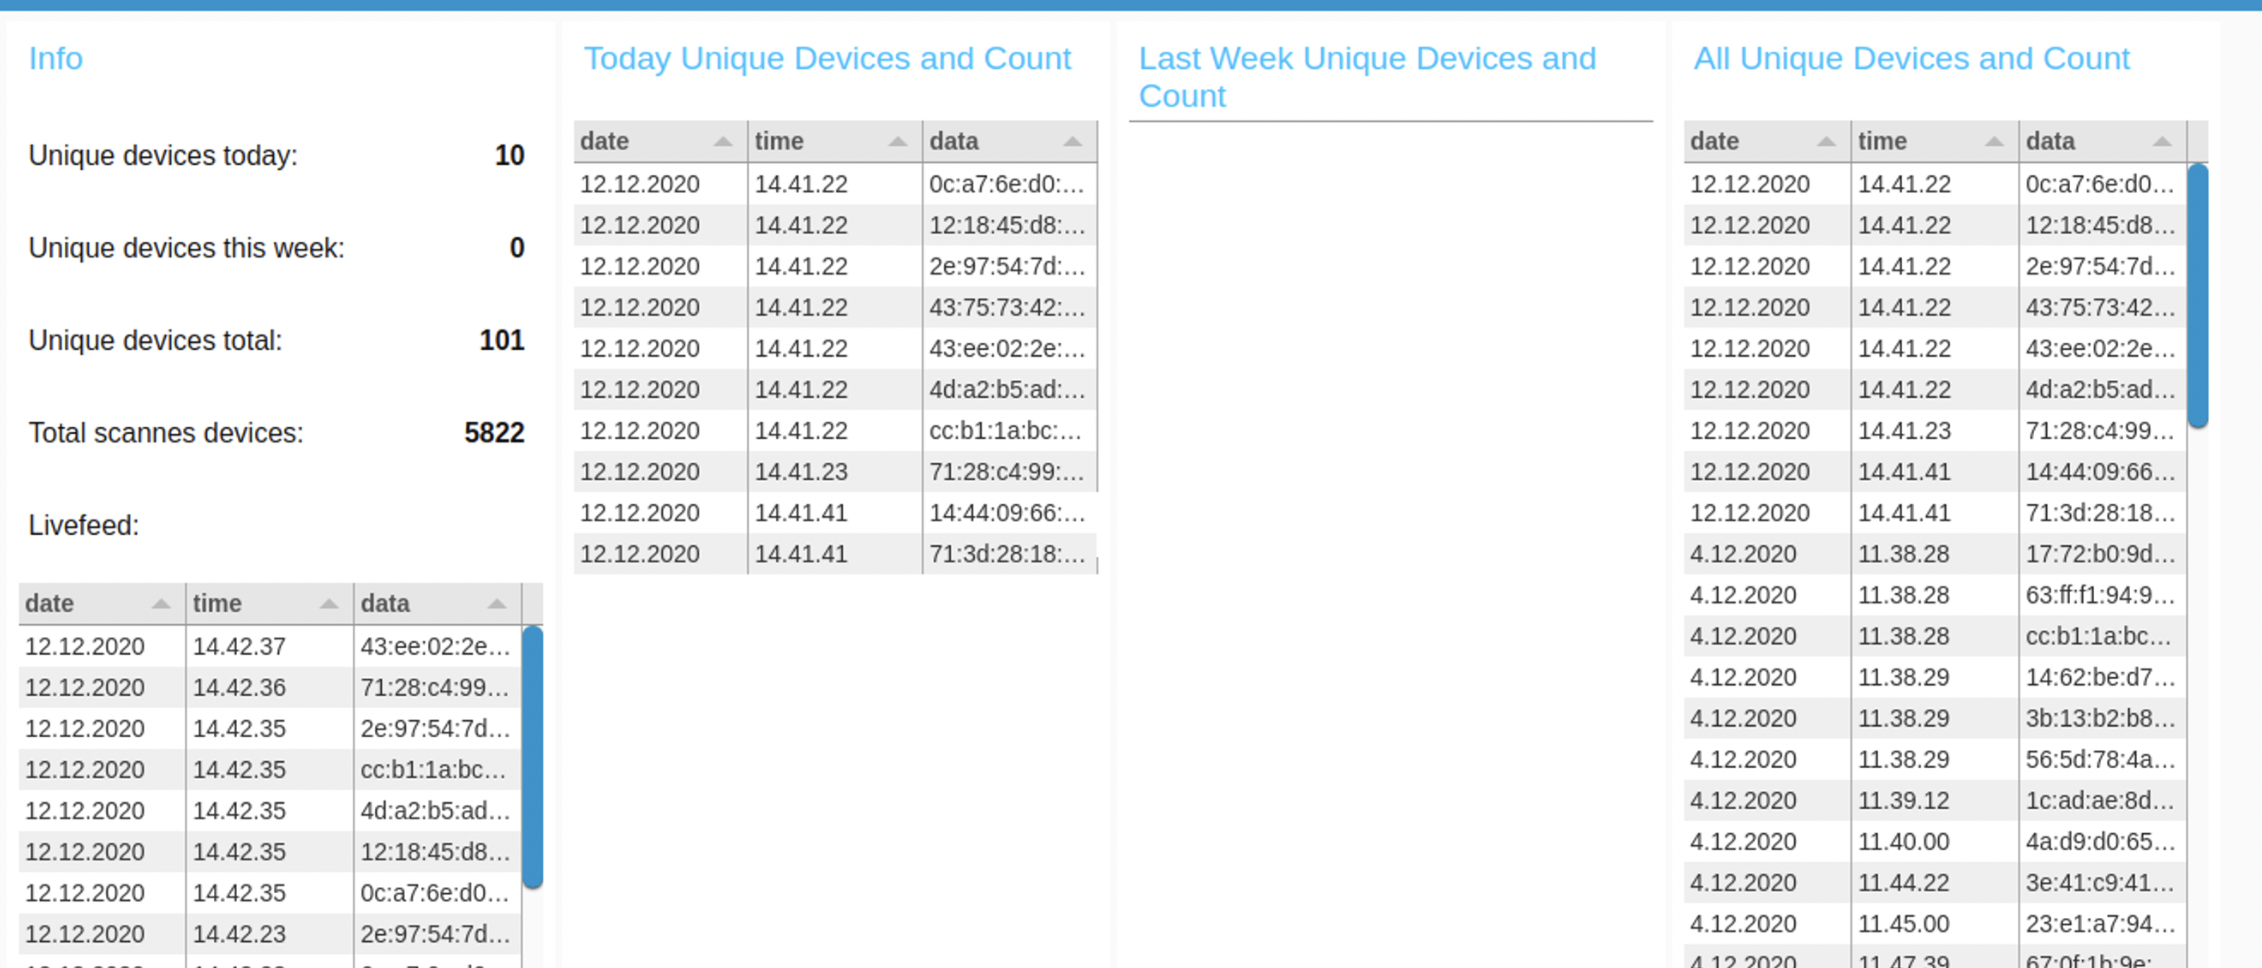 Info
Unique devices today: 10
Unique devices this week: 0
Unique devices total: 101
Total scannes devices: 5822
Livefeed:
date time data
12.12.2020 14.42.37 43:ee:02:2e...
12.12.2020 14.42.36 71:28:c4:99...
12.12.2020 14.42.35 2e:97:54:7d...
12.12.2020 14.42.35 cc:b1:1a:bc...
12.12.2020 14.42.35 4d:a2:b5:ad...
12.12.2020 14.42.35 12:18:45:d8...
12.12.2020 14.42.35 0c:a7:6e:d0...
12.12.2020 14.42.23 2e:97:54:7d...
Today Unique Devices and Count
date time data
12.12.2020 14.41.22 0c:a7:6e:d0:...
12.12.2020 14.41.22 12:18:45:d8:...
12.12.2020 14.41.22 2e:97:54:7d:...
12.12.2020 14.41.22 43:75:73:42:...
12.12.2020 14.41.22 43:ee:02:2e:...
12.12.2020 14.41.22 4d:a2:b5:ad:...
12.12.2020 14.41.22 cc:b1:1a:bc:...
12.12.2020 14.41.23 71:28:c4:99:...
12.12.2020 14.41.41 14:44:09:66:...
12.12.2020 14.41.41 71:3d:28:18:...
Last Week Unique Devices and
Count
All Unique Devices and Count
date time data
12.12.2020 14.41.22 0c:a7:6e:d0...
12.12.2020 14.41.22 12:18:45:d8...
12.12.2020 14.41.22 2e:97:54:7d...
12.12.2020 14.41.22 43:75:73:42...
12.12.2020 14.41.22 43:ee:02:2e...
12.12.2020 14.41.22 4d:a2:b5:ad...
12.12.2020 14.41.23 71:28:c4:99...
12.12.2020 14.41.41 14:44:09:66...
12.12.2020 14.41.41 71:3d:28:18...
4.12.2020 11.38.28 17:72:b0:9d...
4.12.2020 11.38.28 63:ff:f1:94:9...
4.12.2020 11.38.28 cc:b1:1a:bc...
4.12.2020 11.38.29 14:62:be:d7...
4.12.2020 11.38.29 3b:13:b2:b8...
4.12.2020 11.38.29 56:5d:78:4a...
4.12.2020 11.39.12 1c:ad:ae:8d...
4.12.2020 11.40.00 4a:d9:d0:65...
4.12.2020 11.44.22 3e:41:c9:41...
4.12.2020 11.45.00 23:e1:a7:94...
4.12.2020 11.47.39 67:0f:1b:9e: